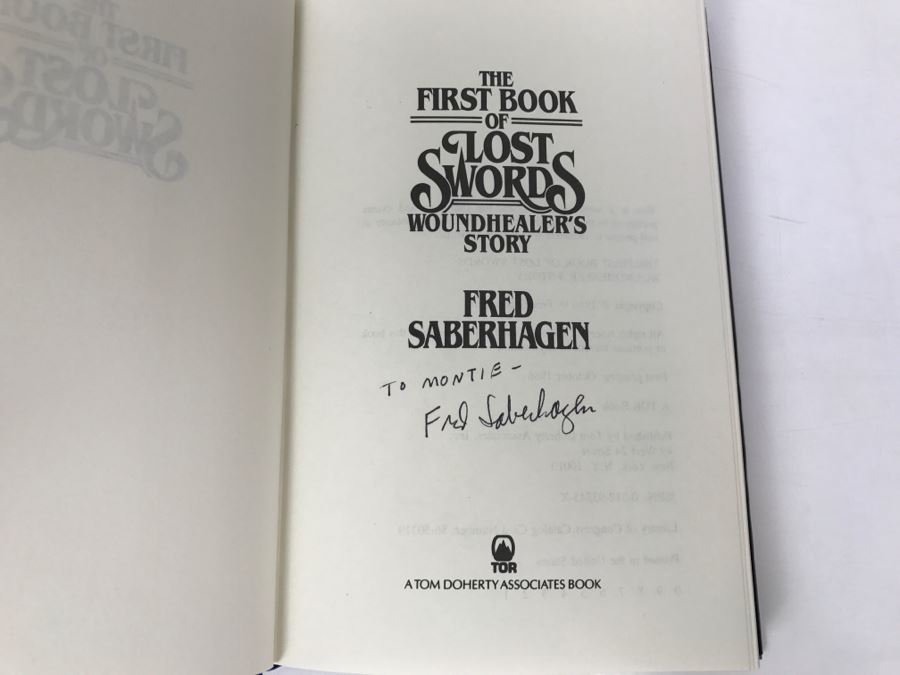 THE
FIRST BOOK
OF
LOST
SWORDS
WOUNDHEALER'S
STORY
FRED
SABERHAGEN
TO MONTIE -
Fred Saberhagen
TOR
A TOM DOHERTY ASSOCIATES BOOK